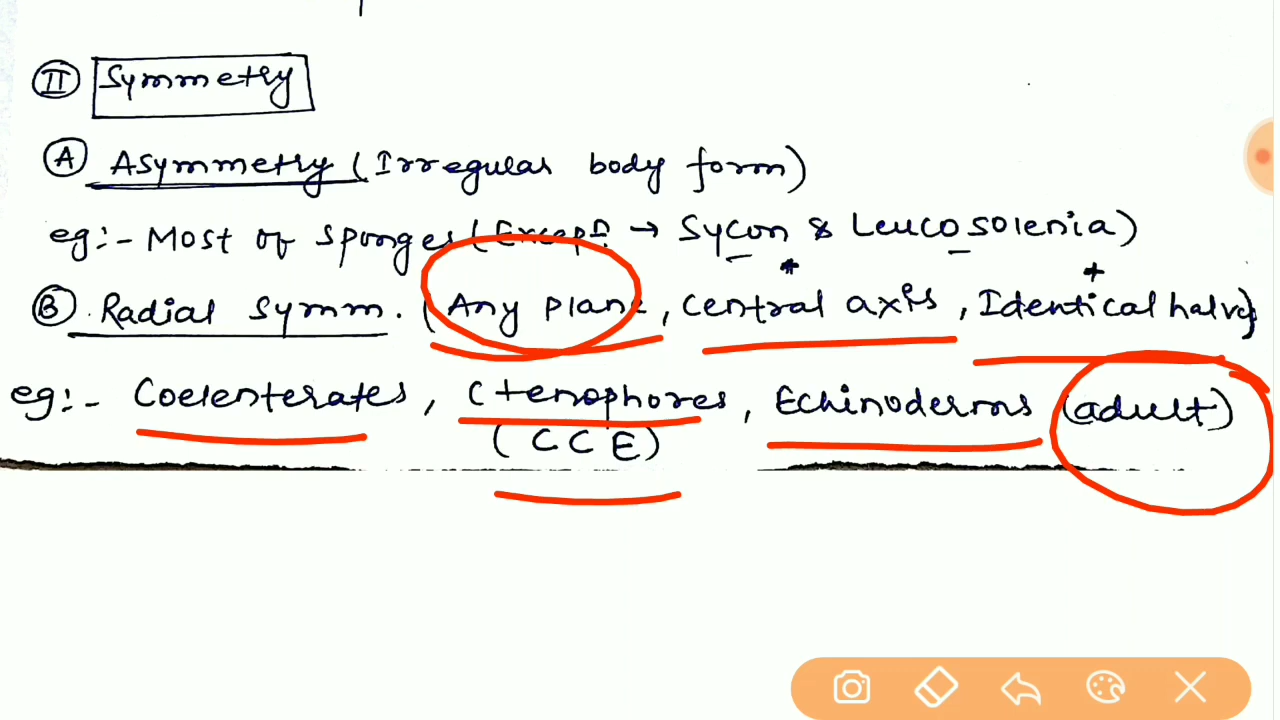 II Symmetry
A Asymmetry (Irregular body form)
eg:- Most of sponges (Except → Sycon & Leucosolenia)
B Radial symm. (Any plane, central axis, Identical halves)
eg:- Coelenterates, Ctenophores, Echinoderms (adult)
(CCE)